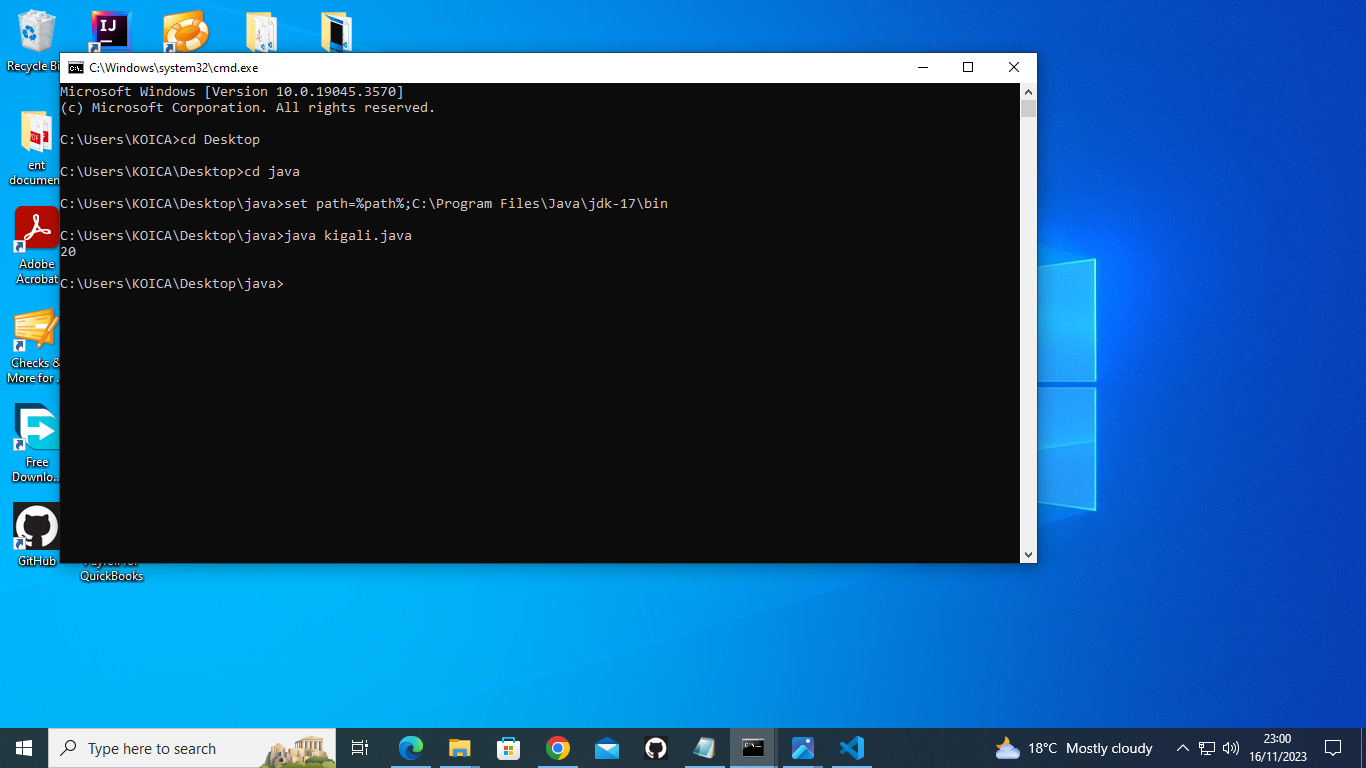 Recycle Bi
IJ
C:\Windows\system32\cmd.exe
Microsoft Windows [Version 10.0.19045.3570]
(c) Microsoft Corporation. All rights reserved.
C:\Users\KOICA>cd Desktop
C:\Users\KOICA\Desktop>cd java
C:\Users\KOICA\Desktop\java>set path=%path%;C:\Program Files\Java\jdk-17\bin
C:\Users\KOICA\Desktop\java>java kigali.java
20
C:\Users\KOICA\Desktop\java>
ent
documen
Adobe
Acrobat
Checks &
More for ..
Free
Downlo...
GitHub
Payroll for
QuickBooks
Type here to search
18°C Mostly cloudy
23:00
16/11/2023